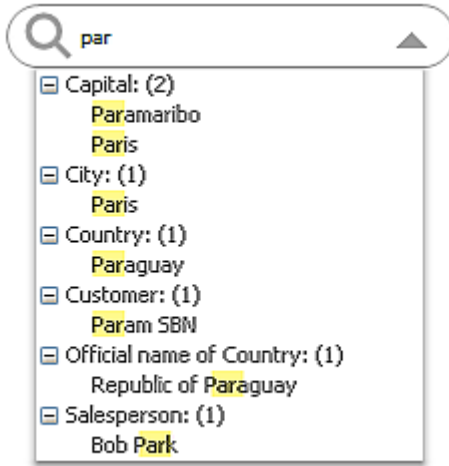 par
Capital: (2)
Paramaribo
Paris
City: (1)
Paris
Country: (1)
Paraguay
Customer: (1)
Param SBN
Official name of Country: (1)
Republic of Paraguay
Salesperson: (1)
Bob Park